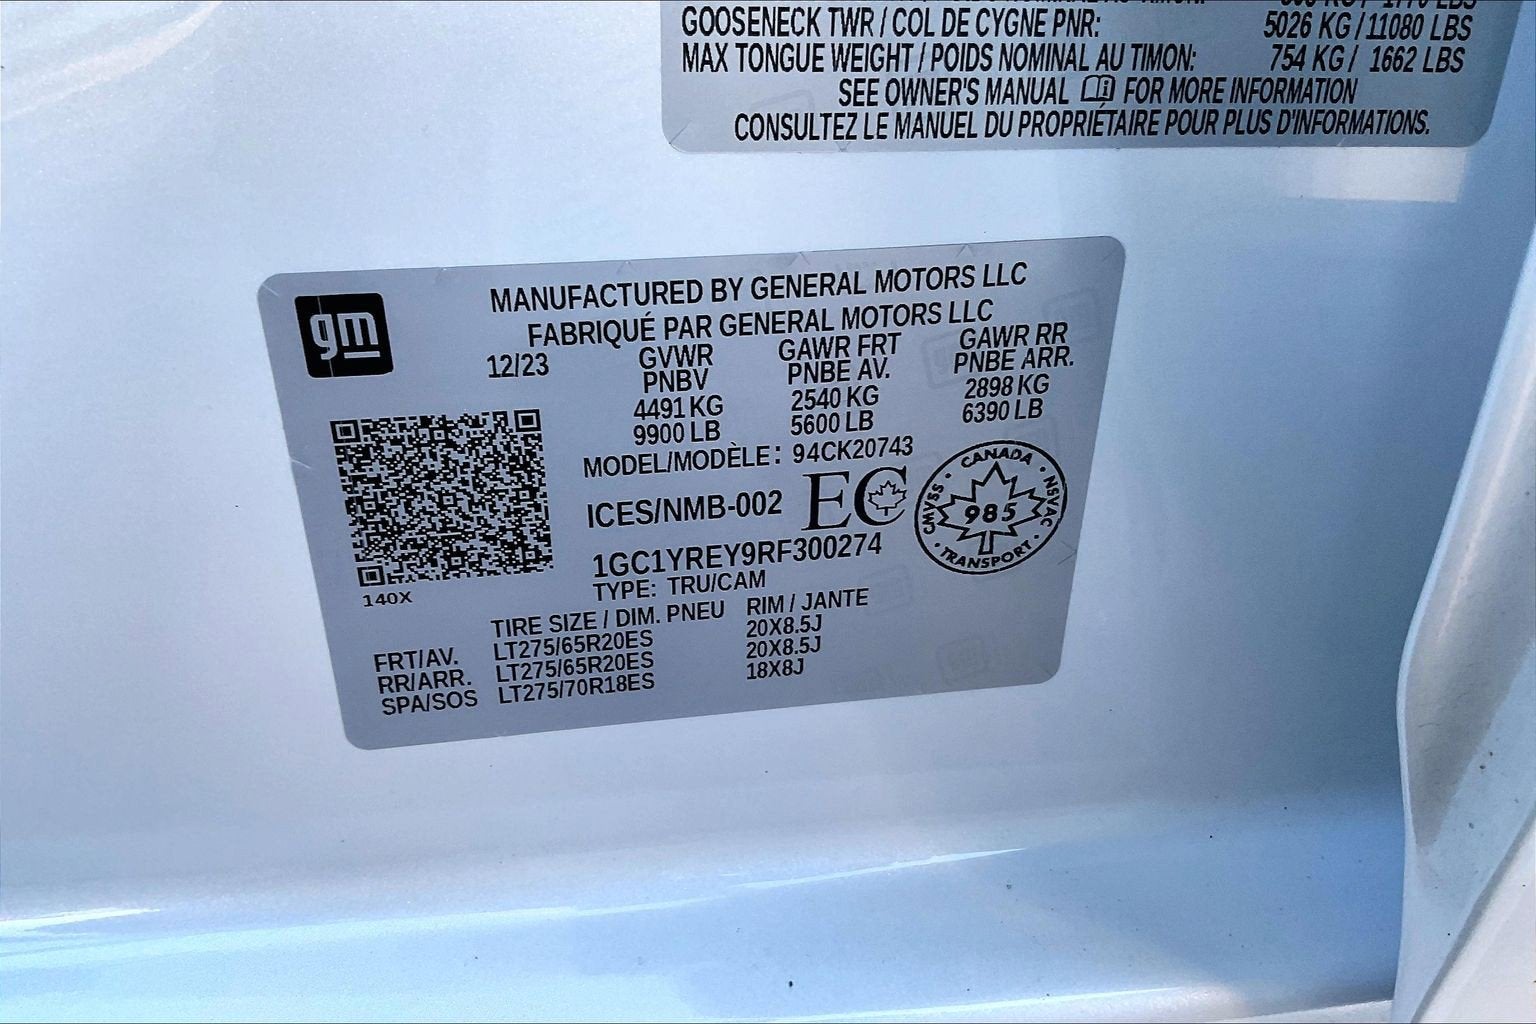 GOOSENECK TWR / COL DE CYGNE PNR: 5026 KG / 11080 LBS
MAX TONGUE WEIGHT / POIDS NOMINAL AU TIMON: 754 KG / 1662 LBS
SEE OWNER'S MANUAL FOR MORE INFORMATION
CONSULTEZ LE MANUEL DU PROPRIÉTAIRE POUR PLUS D'INFORMATIONS.
gm
MANUFACTURED BY GENERAL MOTORS LLC
FABRIQUÉ PAR GENERAL MOTORS LLC
12/23 GVWR GAWR FRT GAWR RR
PNBV PNBE AV. PNBE ARR.
4491 KG 2540 KG 2898 KG
9900 LB 5600 LB 6390 LB
MODEL/MODÈLE: 94CK20743
ICES/NMB-002 EC
CANADA
CMVSS 985 NSVAC
TRANSPORT
1GC1YREY9RF300274
TYPE: TRU/CAM
140X
TIRE SIZE / DIM. PNEU RIM / JANTE
FRT/AV. LT275/65R20ES 20X8.5J
RR/ARR. LT275/65R20ES 20X8.5J
SPA/SOS LT275/70R18ES 18X8J